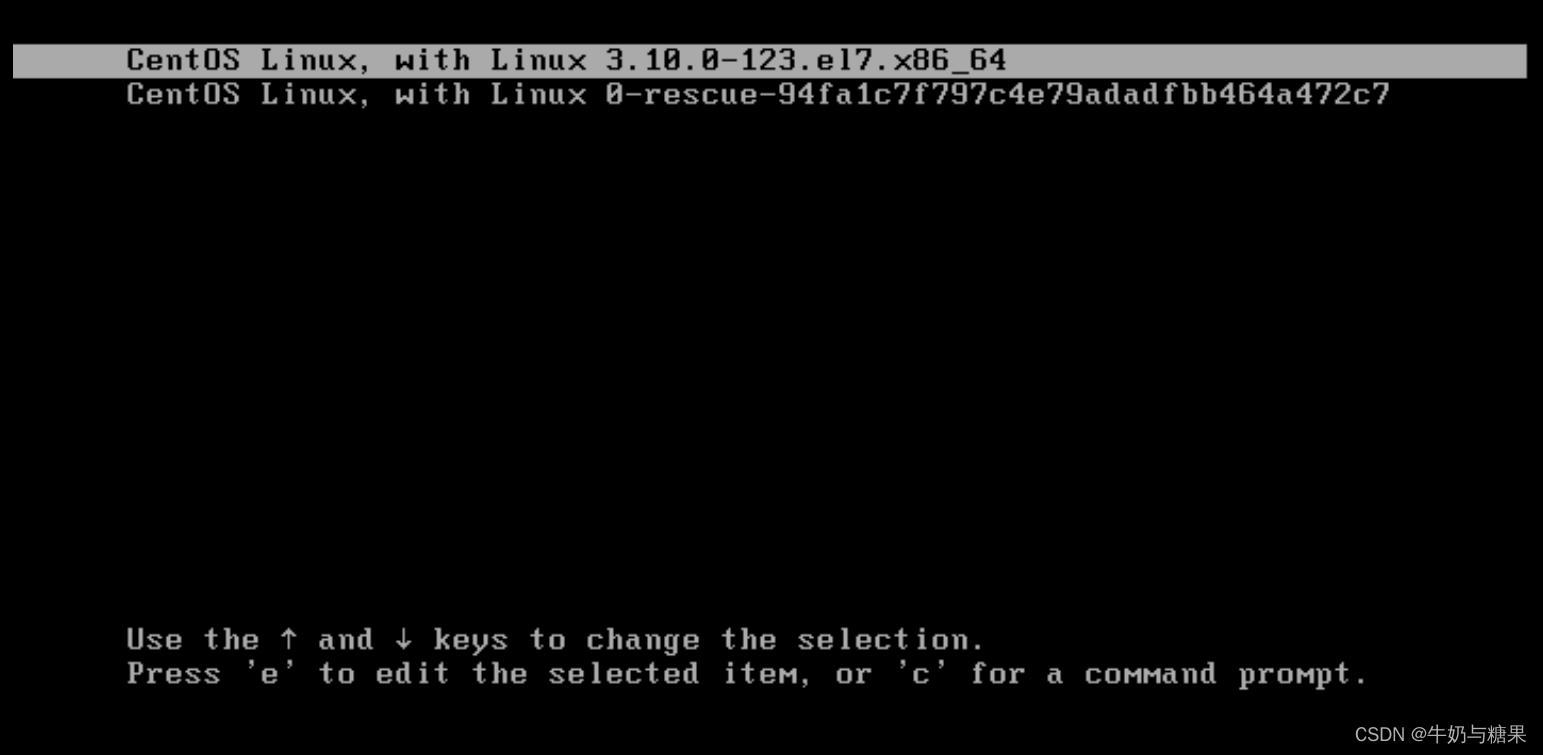 CentOS Linux, with Linux 3.10.0-123.el7.x86_64
CentOS Linux, with Linux 0-rescue-94fa1c7f797c4e79adadfbb464a472c7
Use the ↑ and ↓ keys to change the selection.
Press 'e' to edit the selected item, or 'c' for a command prompt.
CSDN @牛奶与糖果